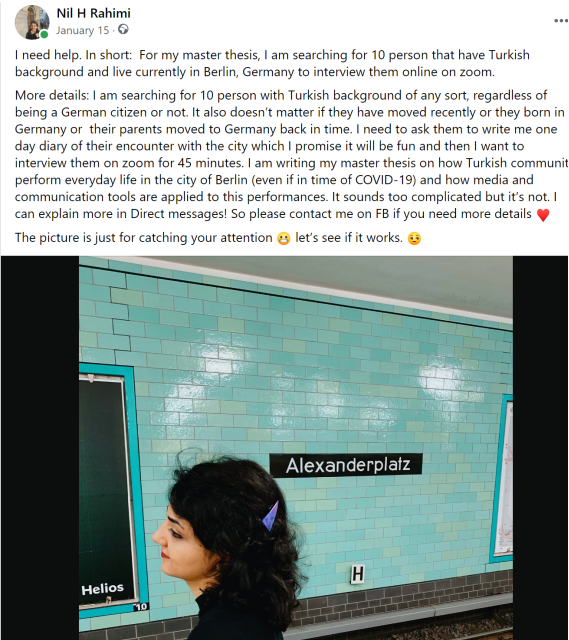 Nil H Rahimi
January 15 ·
I need help. In short:  For my master thesis, I am searching for 10 person that have Turkish
background and live currently in Berlin, Germany to interview them online on zoom.
More details: I am searching for 10 person with Turkish background of any sort, regardless of
being a German citizen or not. It also doesn't matter if they have moved recently or they born in
Germany or  their parents moved to Germany back in time. I need to ask them to write me one
day diary of their encounter with the city which I promise it will be fun and then I want to
interview them on zoom for 45 minutes. I am writing my master thesis on how Turkish communit
perform everyday life in the city of Berlin (even if in time of COVID-19) and how media and
communication tools are applied to this performances. It sounds too complicated but it's not. I
can explain more in Direct messages! So please contact me on FB if you need more details ❤️
The picture is just for catching your attention 😬 let's see if it works. 😉
Alexanderplatz
H
Helios
10